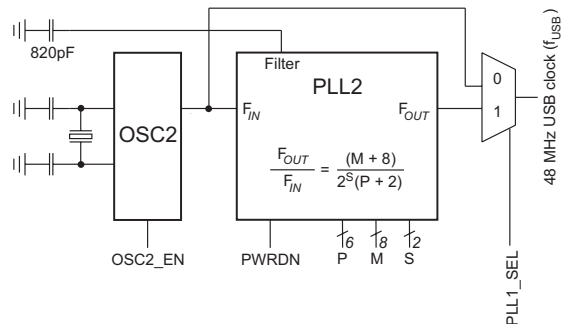 820pF
Filter
PLL2
OSC2
F_IN
F_OUT
F_OUT / F_IN = (M + 8) / 2^S(P + 2)
0
1
48 MHz USB clock (f_USB)
6
8
2
OSC2_EN
PWRDN
P
M
S
PLL1_SEL